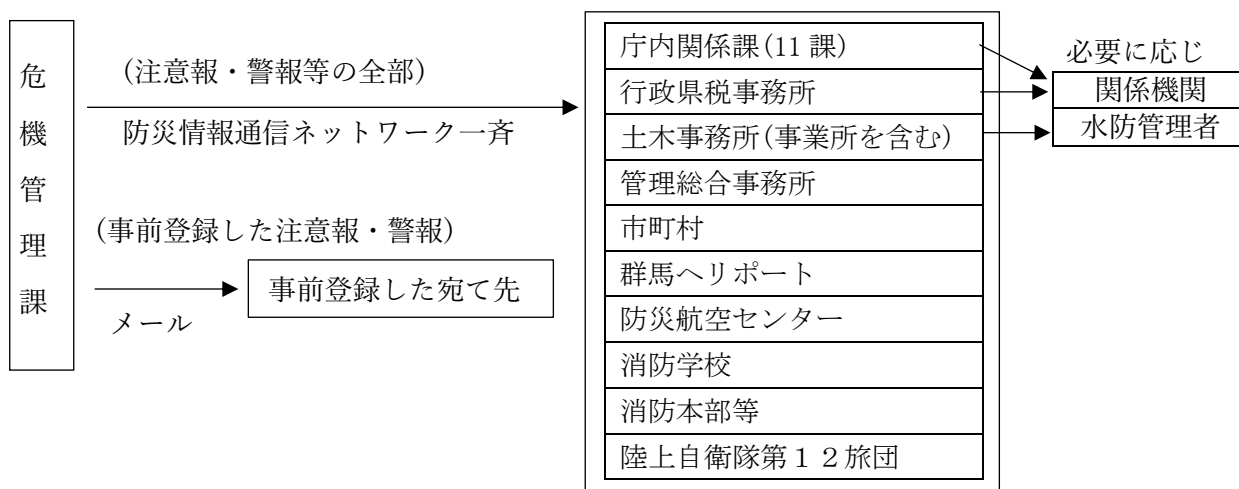 危機管理課
(注意報・警報等の全部)
防災情報通信ネットワーク一斉
(事前登録した注意報・警報)
メール
事前登録した宛て先
庁内関係課(11 課)
行政県税事務所
土木事務所(事業所を含む)
管理総合事務所
市町村
群馬ヘリポート
防災航空センター
消防学校
消防本部等
陸上自衛隊第１２旅団
必要に応じ
関係機関
水防管理者